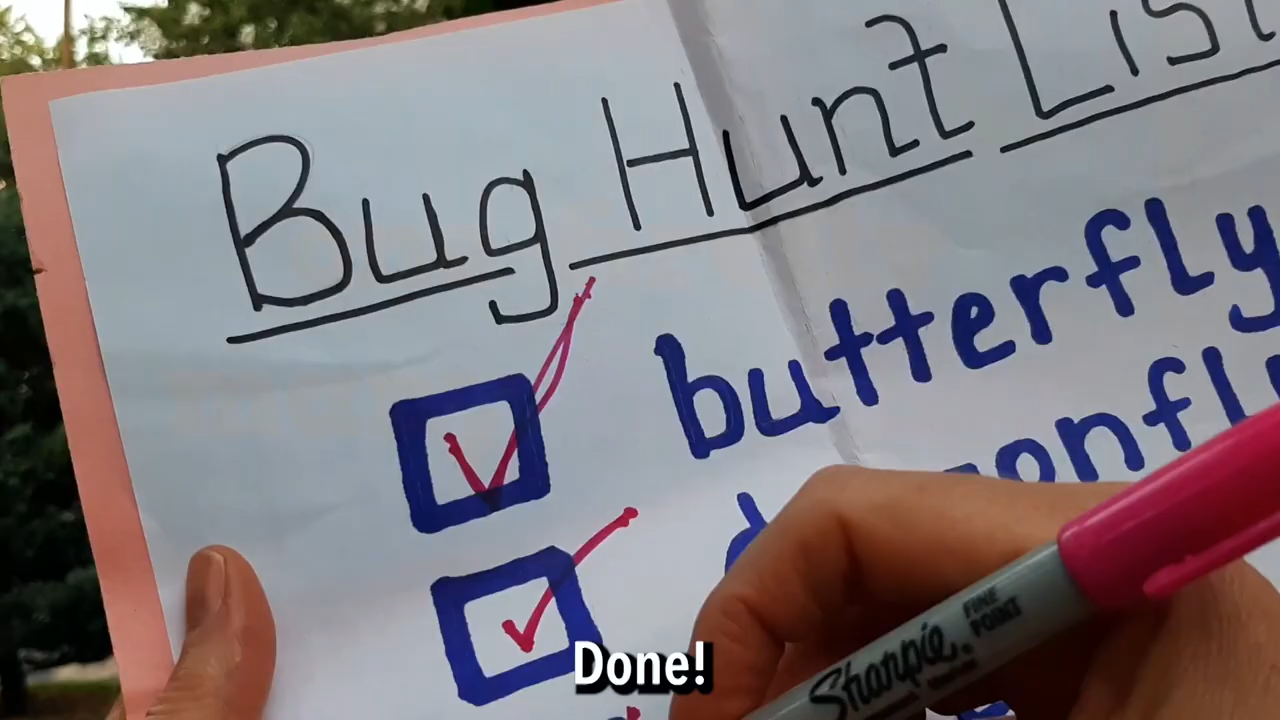 Bug Hunt List
butterfly
Sharpie.
FINE
POINT
Done!